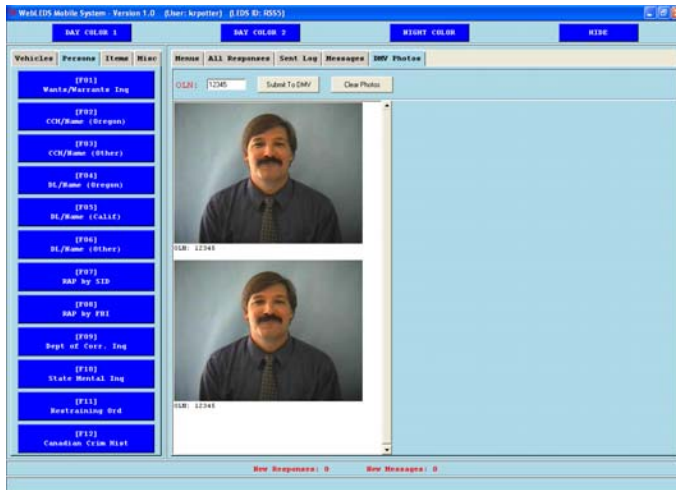 WebLEDS Mobile System - Version 1.0 (User: krpotter) (LEDS ID: RS55)
DAY COLOR 1 DAY COLOR 2 NIGHT COLOR HIDE
Vehicles Persons Items Misc
Menus All Responses Sent Log Messages DMV Photos
OLN: 12345 Submit To DMV Clear Photos
[F01]
Wants/Warrants Inq
[F02]
CCH/Name (Oregon)
[F03]
CCH/Name (Other)
[F04]
DL/Name (Oregon)
[F05]
DL/Name (Calif)
[F06]
DL/Name (Other)
[F07]
RAP by SID
[F08]
RAP by FBI
[F09]
Dept of Corr. Inq
[F10]
State Mental Inq
[F11]
Restraining Ord
[F12]
Canadian Crim Hist
OLN: 12345
OLN: 12345
New Responses: 0 New Messages: 0